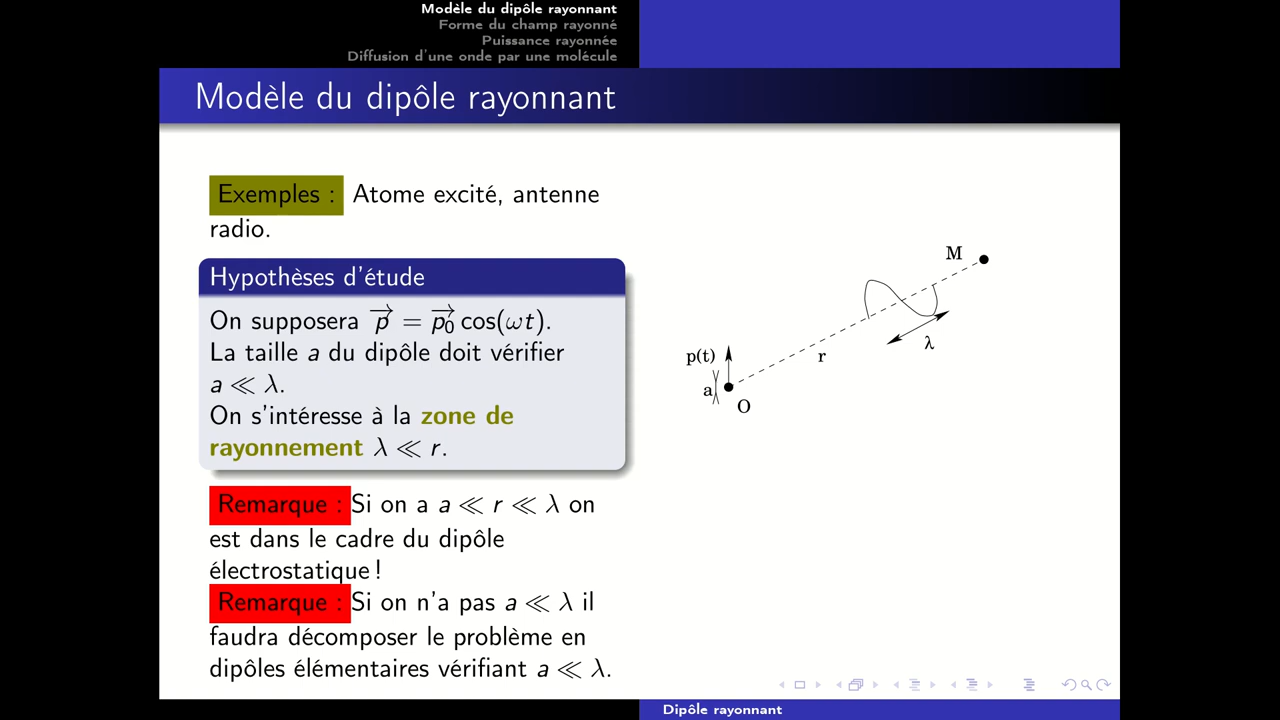 Modèle du dipôle rayonnant
Forme du champ rayonné
Puissance rayonnée
Diffusion d'une onde par une molécule
Modèle du dipôle rayonnant
Exemples : Atome excité, antenne
radio.
Hypothèses d'étude
On supposera p⃗ = p⃗₀ cos(ωt).
La taille a du dipôle doit vérifier
a ≪ λ.
On s'intéresse à la zone de
rayonnement λ ≪ r.
Remarque : Si on a a ≪ r ≪ λ on
est dans le cadre du dipôle
électrostatique !
Remarque : Si on n'a pas a ≪ λ il
faudra décomposer le problème en
dipôles élémentaires vérifiant a ≪ λ.
M
λ
r
p(t)
a
O
Dipôle rayonnant